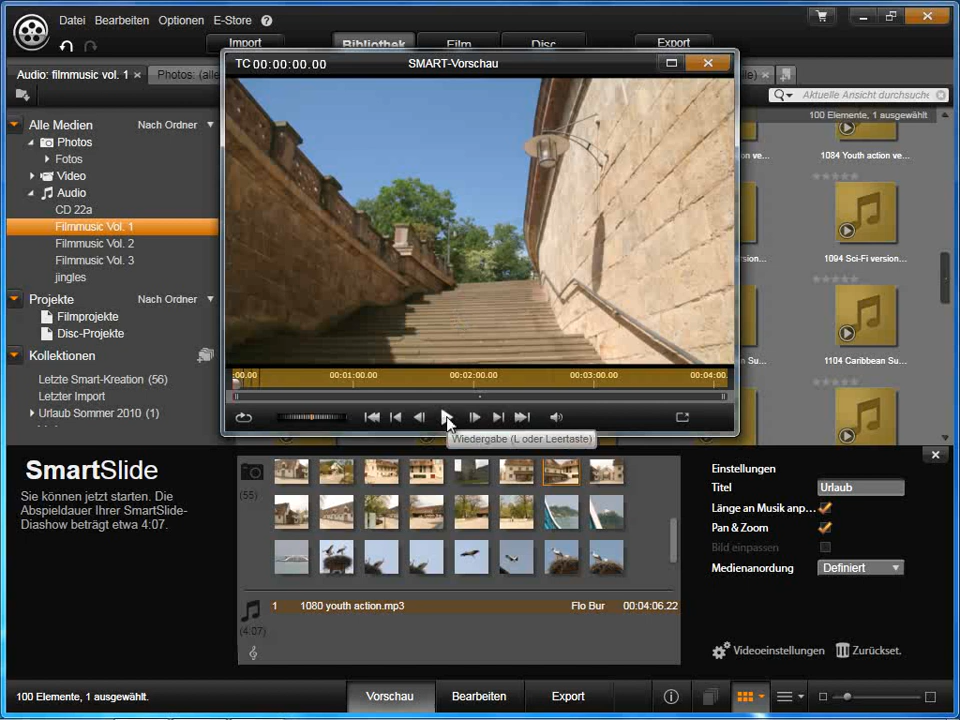 Datei Bearbeiten Optionen E-Store ?
Import Bibliothek Film Disc Export
Audio: filmmusic vol. 1 × Photos: (alle
Aktuelle Ansicht durchsuche
100 Elemente, 1 ausgewählt
TC 00:00:00.00 SMART-Vorschau
Alle Medien Nach Ordner
Photos
Fotos
Video
Audio
CD 22a
Filmmusic Vol. 1
Filmmusic Vol. 2
Filmmusic Vol. 3
jingles
Projekte Nach Ordner
Filmprojekte
Disc-Projekte
Kollektionen
Letzte Smart-Kreation (56)
Letzter Import
Urlaub Sommer 2010 (1)
1084 Youth action ve...
1094 Sci-Fi version...
1104 Caribbean Su...
:00.00 00:01:00.00 00:02:00.00 00:03:00.00 00:04:00.
Wiedergabe (L oder Leertaste)
SmartSlide
Sie können jetzt starten. Die
Abspieldauer Ihrer SmartSlide-
Diashow beträgt etwa 4:07.
(55)
1 1080 youth action.mp3 Flo Bur 00:04:06.22
(4:07)
Einstellungen
Titel Urlaub
Länge an Musik anp...
Pan & Zoom
Bild einpassen
Medienanordung Definiert
Videoeinstellungen Zurückset.
100 Elemente, 1 ausgewählt.
Vorschau Bearbeiten Export